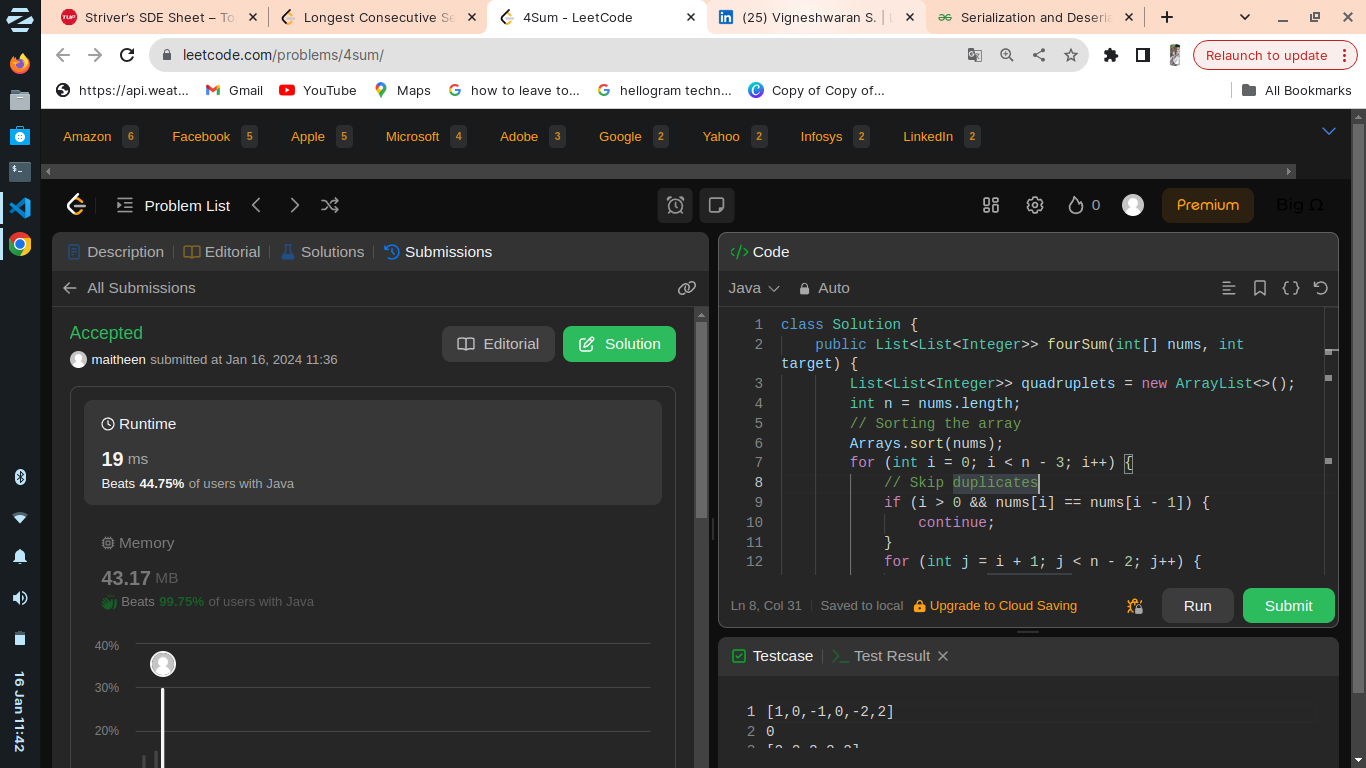 Striver's SDE Sheet – To
Longest Consecutive Se
4Sum - LeetCode
(25) Vigneshwaran S. |
Serialization and Deseria
leetcode.com/problems/4sum/
Relaunch to update
https://api.weat...
Gmail
YouTube
Maps
how to leave to...
hellogram techn...
Copy of Copy of...
All Bookmarks
Amazon 6 Facebook 5 Apple 5 Microsoft 4 Adobe 3 Google 2 Yahoo 2 Infosys 2 LinkedIn 2
Problem List
0
Premium
Big Ω
Description Editorial Solutions Submissions
All Submissions
Accepted
maitheen submitted at Jan 16, 2024 11:36
Editorial
Solution
Runtime
19 ms
Beats 44.75% of users with Java
Memory
43.17 MB
Beats 99.75% of users with Java
40%
30%
20%
</> Code
Java Auto
1 class Solution {
2 public List<List<Integer>> fourSum(int[] nums, int
target) {
3 List<List<Integer>> quadruplets = new ArrayList<>();
4 int n = nums.length;
5 // Sorting the array
6 Arrays.sort(nums);
7 for (int i = 0; i < n - 3; i++) {
8 // Skip duplicates
9 if (i > 0 && nums[i] == nums[i - 1]) {
10 continue;
11 }
12 for (int j = i + 1; j < n - 2; j++) {
Ln 8, Col 31 Saved to local Upgrade to Cloud Saving
Run
Submit
Testcase
Test Result
1 [1,0,-1,0,-2,2]
2 0
16 Jan 11:42